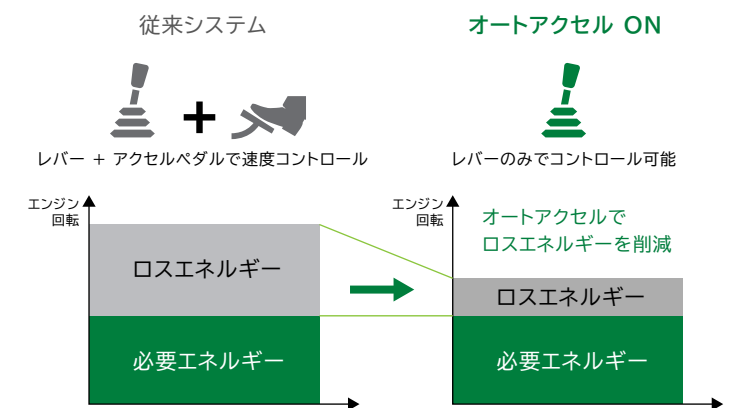 従来システム
オートアクセル ON
レバー + アクセルペダルで速度コントロール
レバーのみでコントロール可能
エンジン
回転
ロスエネルギー
必要エネルギー
エンジン
回転
オートアクセルで
ロスエネルギーを削減
ロスエネルギー
必要エネルギー